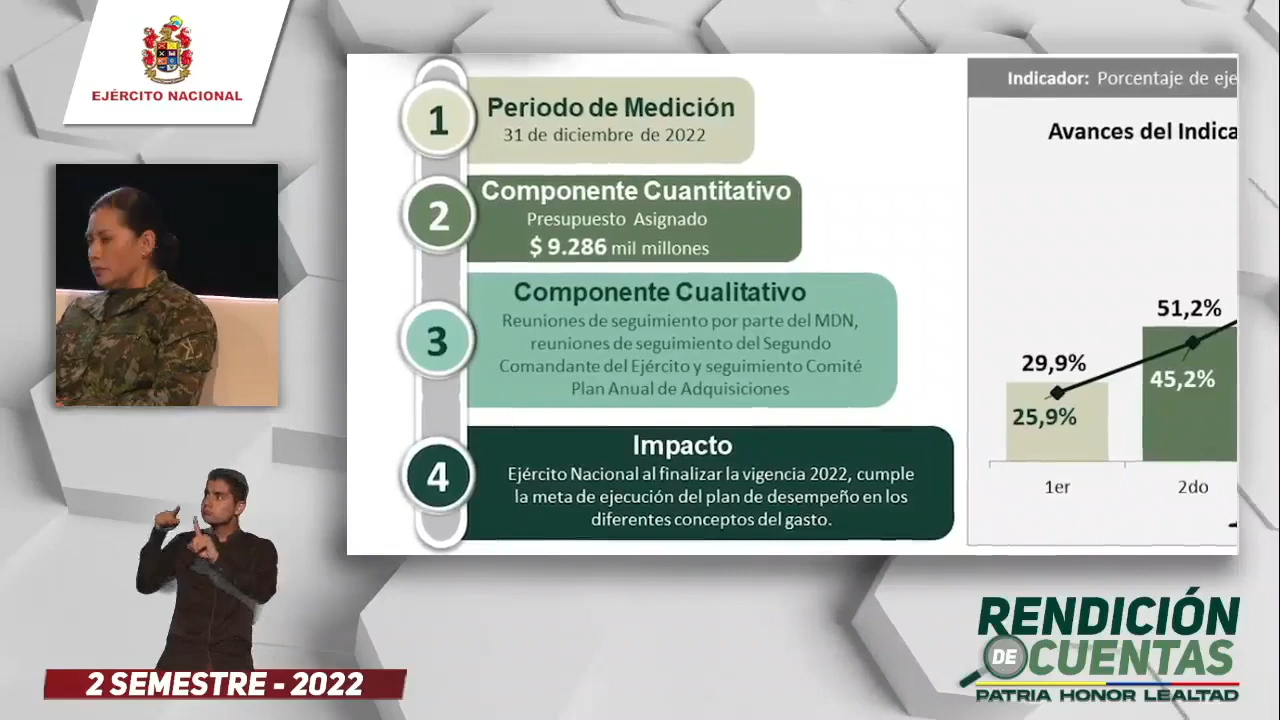 EJÉRCITO NACIONAL
1
Periodo de Medición
31 de diciembre de 2022
2
Componente Cuantitativo
Presupuesto Asignado
$ 9.286 mil millones
3
Componente Cualitativo
Reuniones de seguimiento por parte del MDN,
reuniones de seguimiento del Segundo
Comandante del Ejército y seguimiento Comité
Plan Anual de Adquisiciones
4
Impacto
Ejército Nacional al finalizar la vigencia 2022, cumple
la meta de ejecución del plan de desempeño en los
diferentes conceptos del gasto.
Indicador: Porcentaje de eje
Avances del Indica
51,2%
29,9%
45,2%
25,9%
1er
2do
2 SEMESTRE - 2022
RENDICIÓN
DE CUENTAS
PATRIA HONOR LEALTAD